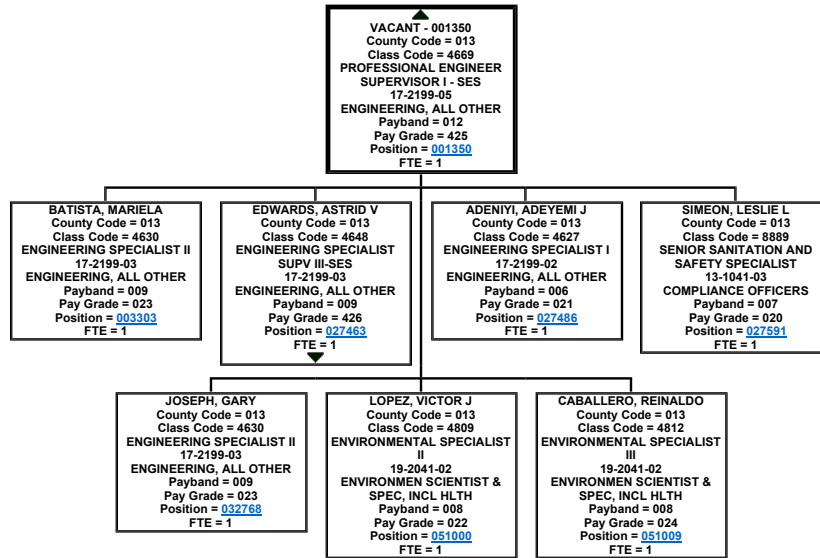 VACANT - 001350
County Code = 013
Class Code = 4669
PROFESSIONAL ENGINEER
SUPERVISOR I - SES
17-2199-05
ENGINEERING, ALL OTHER
Payband = 012
Pay Grade = 425
Position = 001350
FTE = 1
BATISTA, MARIELA
County Code = 013
Class Code = 4630
ENGINEERING SPECIALIST II
17-2199-03
ENGINEERING, ALL OTHER
Payband = 009
Pay Grade = 023
Position = 003303
FTE = 1
EDWARDS, ASTRID V
County Code = 013
Class Code = 4648
ENGINEERING SPECIALIST
SUPV III-SES
17-2199-03
ENGINEERING, ALL OTHER
Payband = 009
Pay Grade = 426
Position = 027463
FTE = 1
ADENIYI, ADEYEMI J
County Code = 013
Class Code = 4627
ENGINEERING SPECIALIST I
17-2199-02
ENGINEERING, ALL OTHER
Payband = 006
Pay Grade = 021
Position = 027486
FTE = 1
SIMEON, LESLIE L
County Code = 013
Class Code = 8889
SENIOR SANITATION AND
SAFETY SPECIALIST
13-1041-03
COMPLIANCE OFFICERS
Payband = 007
Pay Grade = 020
Position = 027591
FTE = 1
JOSEPH, GARY
County Code = 013
Class Code = 4630
ENGINEERING SPECIALIST II
17-2199-03
ENGINEERING, ALL OTHER
Payband = 009
Pay Grade = 023
Position = 032768
FTE = 1
LOPEZ, VICTOR J
County Code = 013
Class Code = 4809
ENVIRONMENTAL SPECIALIST
II
19-2041-02
ENVIRONMEN SCIENTIST &
SPEC, INCL HLTH
Payband = 008
Pay Grade = 022
Position = 051000
FTE = 1
CABALLERO, REINALDO
County Code = 013
Class Code = 4812
ENVIRONMENTAL SPECIALIST
III
19-2041-02
ENVIRONMEN SCIENTIST &
SPEC, INCL HLTH
Payband = 008
Pay Grade = 024
Position = 051009
FTE = 1